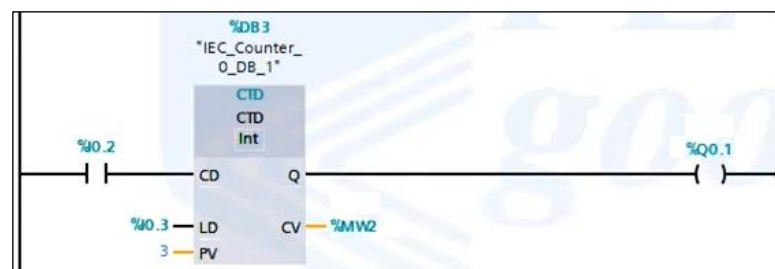 %DB3
"IEC_Counter_
0_DB_1"
CTD
CTD
Int
%I0.2
%Q0.1
CD Q
%I0.3 LD CV %MW2
3 PV